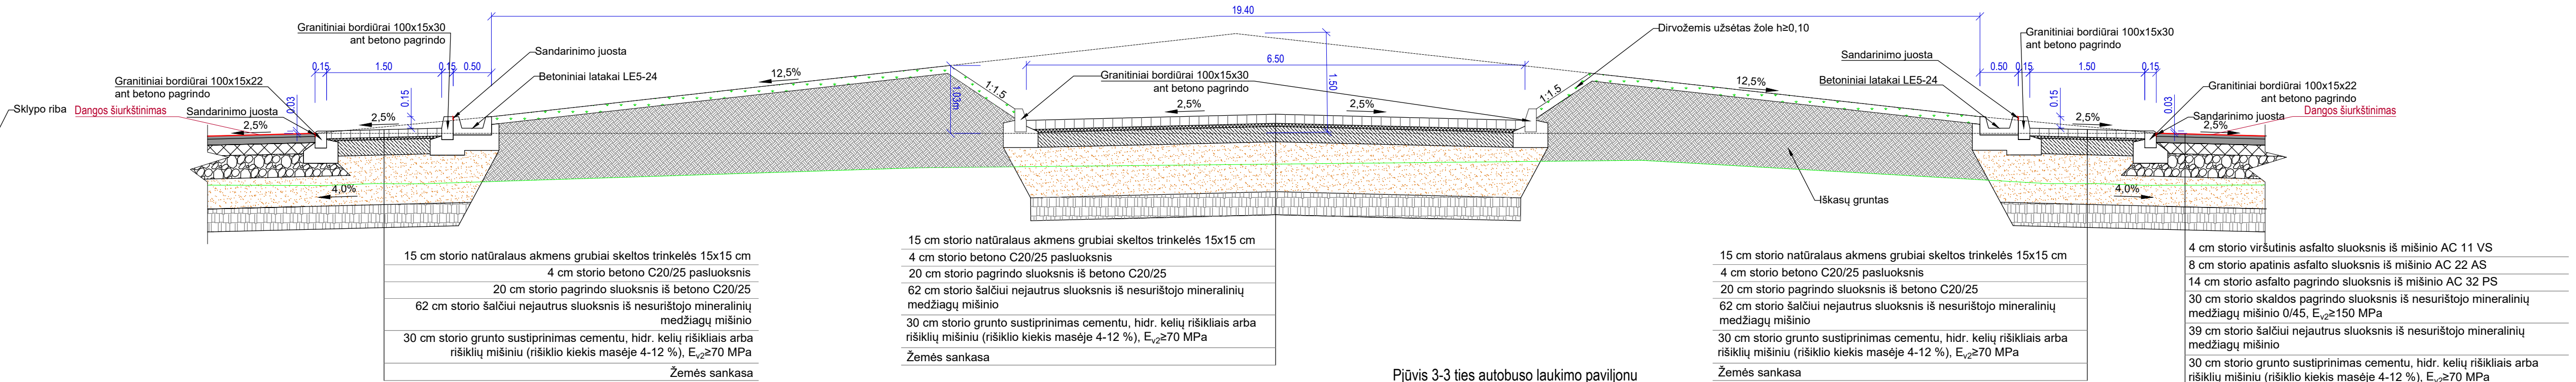 19.40
Granitiniai bordiūrai 100x15x30
ant betono pagrindo
Sandarinimo juosta
0.15
1.50
0.15
0.50
Betoniniai latakai LE5-24
12,5%
Granitiniai bordiūrai 100x15x22
ant betono pagrindo
0.03
0.15
Sklypo riba
Dangos šiurkštinimas
Sandarinimo juosta
2,5%
2,5%
4,0%
1.03m
1:1.5
6.50
1.50
Granitiniai bordiūrai 100x15x30
ant betono pagrindo
2,5%
2,5%
1:1.5
Dirvožemis užsėtas žole h≥0,10
12,5%
Iškasų gruntas
Granitiniai bordiūrai 100x15x30
ant betono pagrindo
Sandarinimo juosta
0.50
0.15
1.50
0.15
Betoniniai latakai LE5-24
Granitiniai bordiūrai 100x15x22
ant betono pagrindo
0.15
0.03
Dangos šiurkštinimas
Sandarinimo juosta
2,5%
2,5%
4,0%
15 cm storio natūralaus akmens grubiai skeltos trinkelės 15x15 cm
4 cm storio betono C20/25 pasluoksnis
20 cm storio pagrindo sluoksnis iš betono C20/25
62 cm storio šalčiui nejautrus sluoksnis iš nesurištojo mineralinių
medžiagų mišinio
30 cm storio grunto sustiprinimas cementu, hidr. kelių rišikliais arba
rišiklių mišiniu (rišiklio kiekis masėje 4-12 %), Ev2≥70 MPa
Žemės sankasa
15 cm storio natūralaus akmens grubiai skeltos trinkelės 15x15 cm
4 cm storio betono C20/25 pasluoksnis
20 cm storio pagrindo sluoksnis iš betono C20/25
62 cm storio šalčiui nejautrus sluoksnis iš nesurištojo mineralinių
medžiagų mišinio
30 cm storio grunto sustiprinimas cementu, hidr. kelių rišikliais arba
rišiklių mišiniu (rišiklio kiekis masėje 4-12 %), Ev2≥70 MPa
Žemės sankasa
15 cm storio natūralaus akmens grubiai skeltos trinkelės 15x15 cm
4 cm storio betono C20/25 pasluoksnis
20 cm storio pagrindo sluoksnis iš betono C20/25
62 cm storio šalčiui nejautrus sluoksnis iš nesurištojo mineralinių
medžiagų mišinio
30 cm storio grunto sustiprinimas cementu, hidr. kelių rišikliais arba
rišiklių mišiniu (rišiklio kiekis masėje 4-12 %), Ev2≥70 MPa
Žemės sankasa
4 cm storio viršutinis asfalto sluoksnis iš mišinio AC 11 VS
8 cm storio apatinis asfalto sluoksnis iš mišinio AC 22 AS
14 cm storio asfalto pagrindo sluoksnis iš mišinio AC 32 PS
30 cm storio skaldos pagrindo sluoksnis iš nesurištojo mineralinių
medžiagų mišinio 0/45, Ev2≥150 MPa
39 cm storio šalčiui nejautrus sluoksnis iš nesurištojo mineralinių
medžiagų mišinio
30 cm storio grunto sustiprinimas cementu, hidr. kelių rišikliais arba
rišiklių mišiniu (rišiklio kiekis masėje 4-12 %), Ev2≥70 MPa
Pjūvis 3-3 ties autobuso laukimo paviljonu